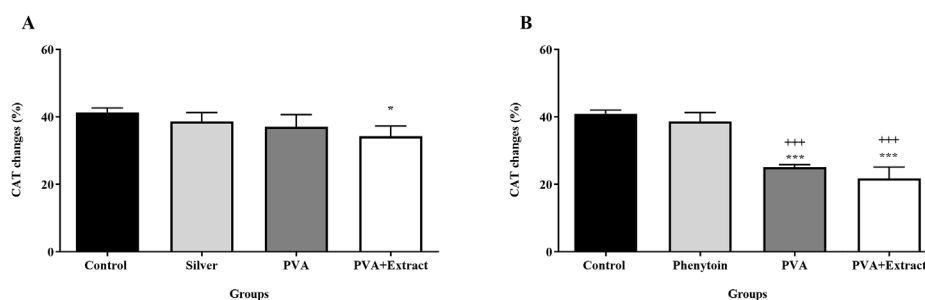 A
CAT changes (%)
60
40
20
0
*
Control Silver PVA PVA+Extract
Groups
B
CAT changes (%)
60
40
20
0
+++
***
+++
***
Control Phenytoin PVA PVA+Extract
Groups